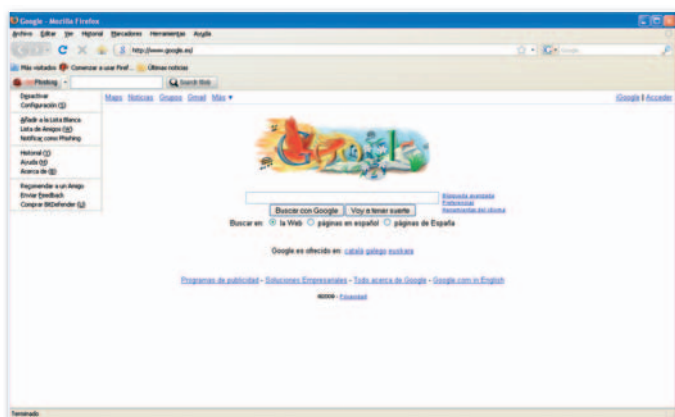 Google - Mozilla Firefox
Archivo Editar Ver Historial Marcadores Herramientas Ayuda
http://www.google.es/
Google
Más visitados Comenzar a usar Firef... Últimas noticias
Phishing Search Web
Desactivar
Configuración (S)
Añadir a la Lista Blanca
Lista de Amigos (W)
Notificar como Phishing
Historial (Y)
Ayuda (H)
Acerca de (B)
Recomendar a un Amigo
Enviar Feedback
Comprar BitDefender (U)
Maps Noticias Grupos Gmail Más ▼
iGoogle | Acceder
Búsqueda avanzada
Preferencias
Herramientas del idioma
Buscar con Google Voy a tener suerte
Buscar en: la Web páginas en español páginas de España
Google es ofrecido en: català galego euskara
Programas de publicidad - Soluciones Empresariales - Todo acerca de Google - Google.com in English
©2009 - Privacidad
Terminado